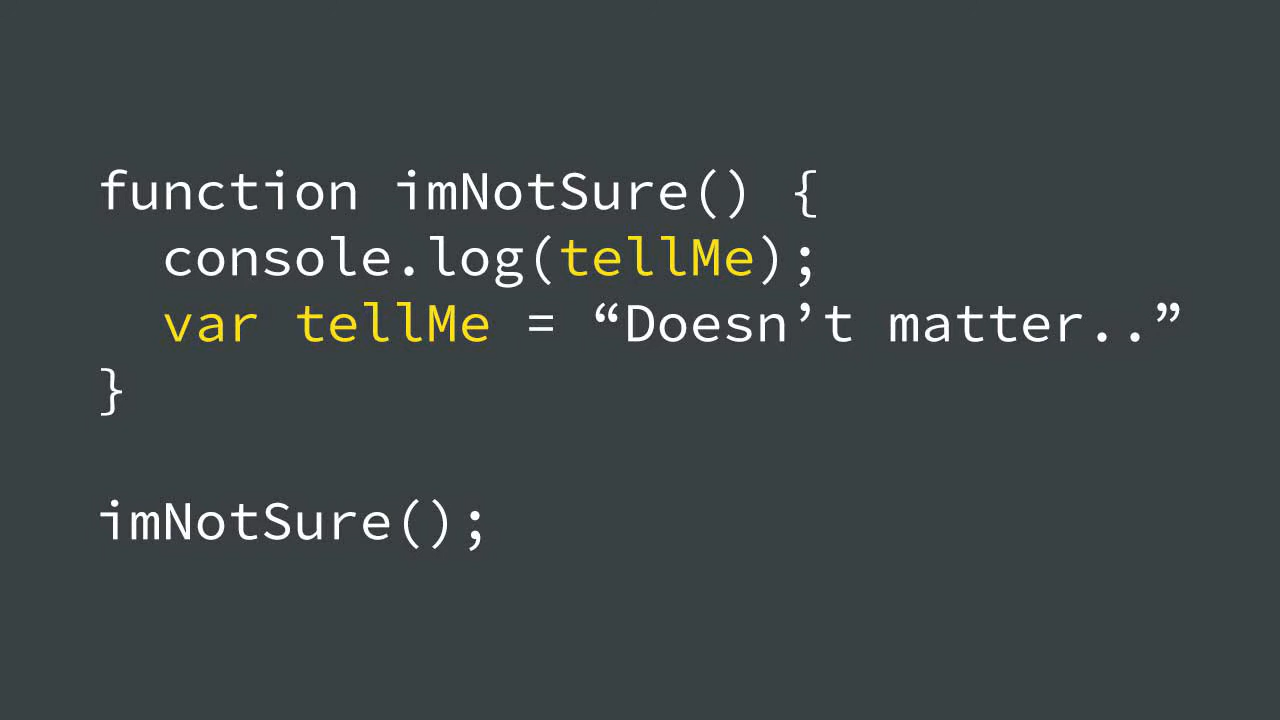 function imNotSure() {
  console.log(tellMe);
  var tellMe = “Doesn’t matter..”
}
imNotSure();